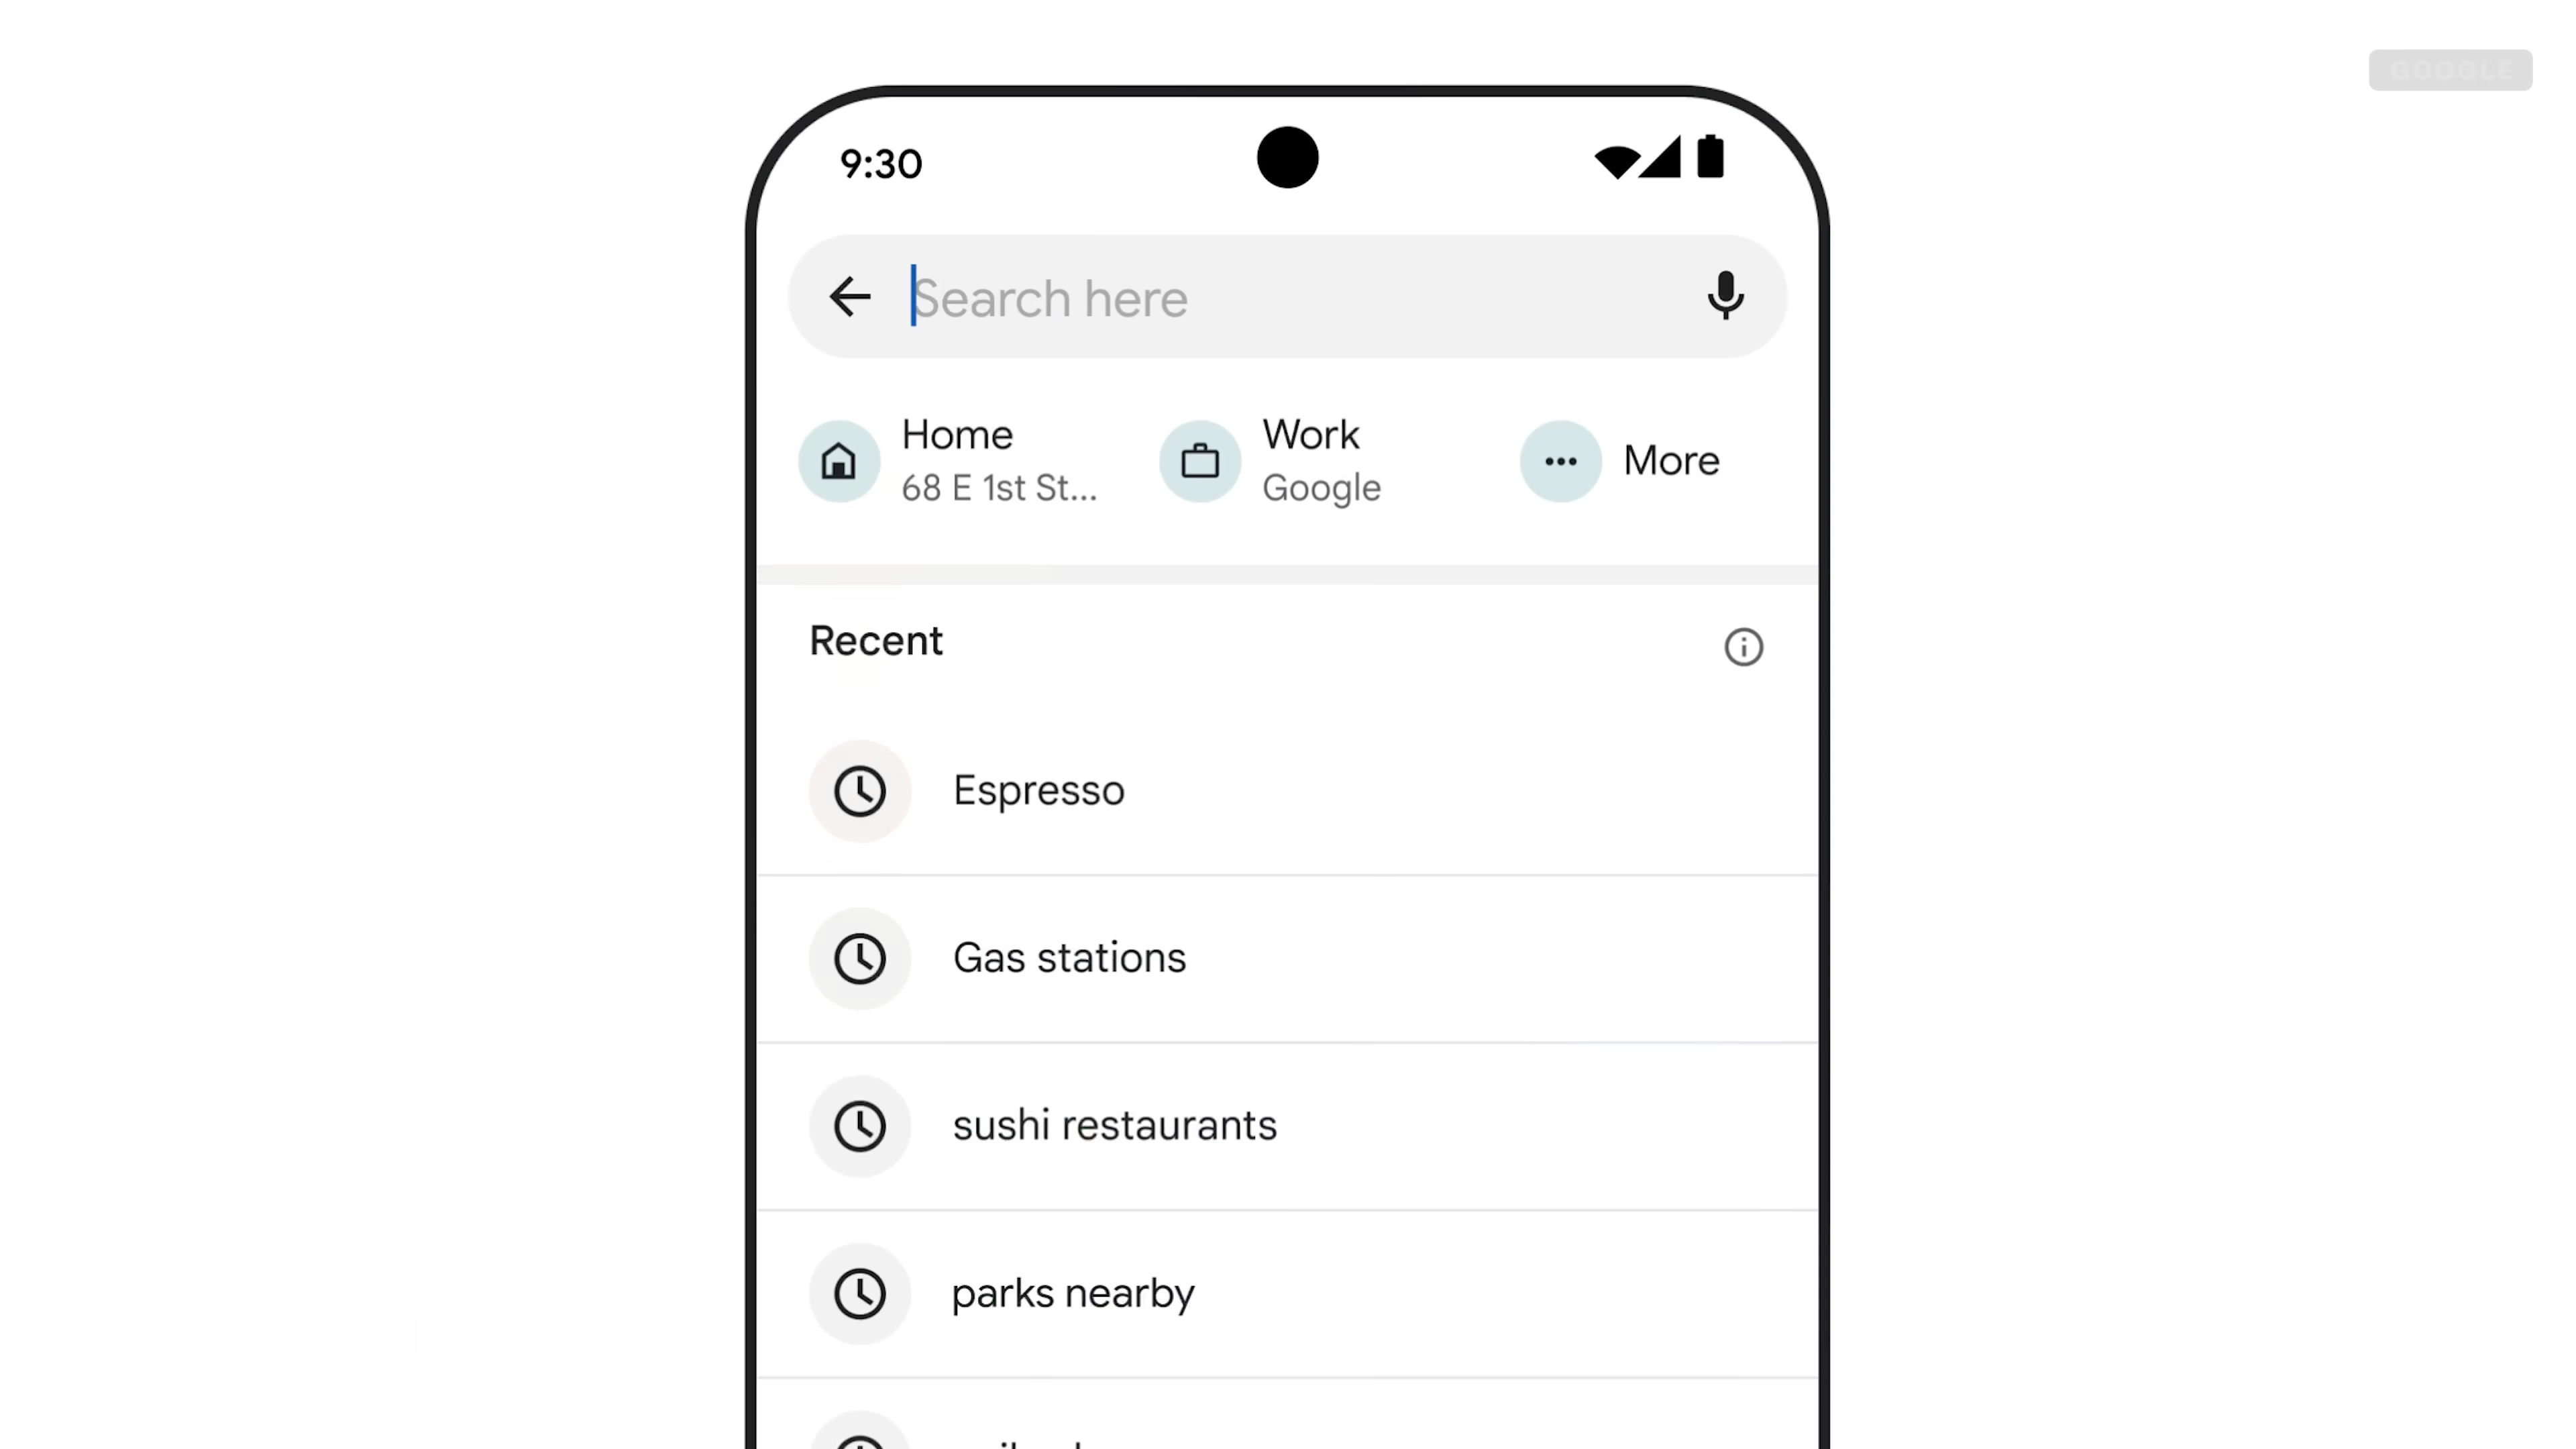 GOOGLE
9:30
Search here
Home
68 E 1st St...
Work
Google
More
Recent
Espresso
Gas stations
sushi restaurants
parks nearby